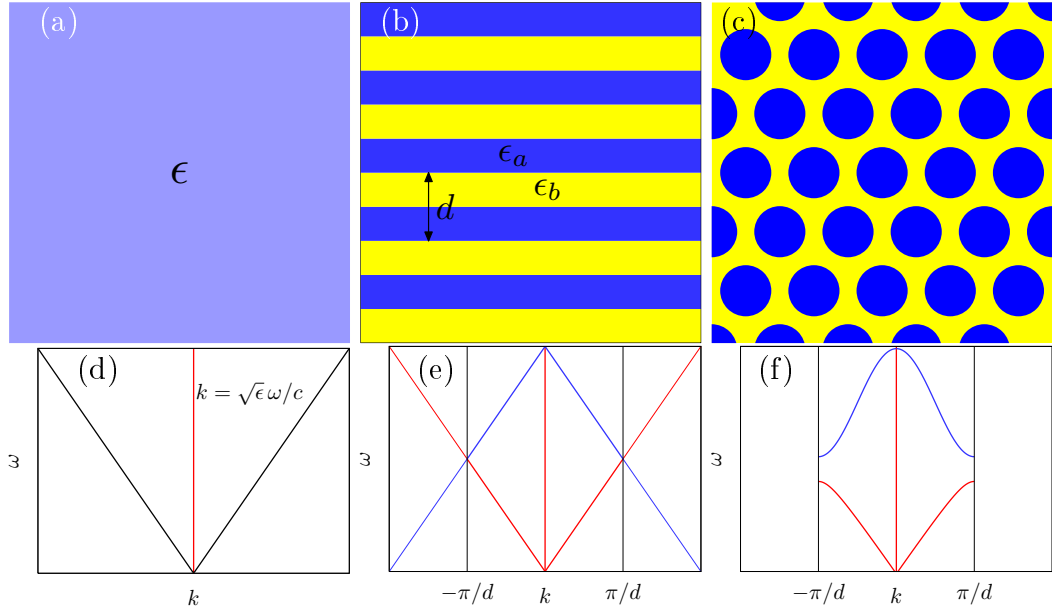 (a)
(b)
(c)
ϵ
ϵ_a
ϵ_b
d
(d)
(e)
(f)
k = √ϵ ω/c
ω
ω
ω
k
−π/d
k
π/d
−π/d
k
π/d